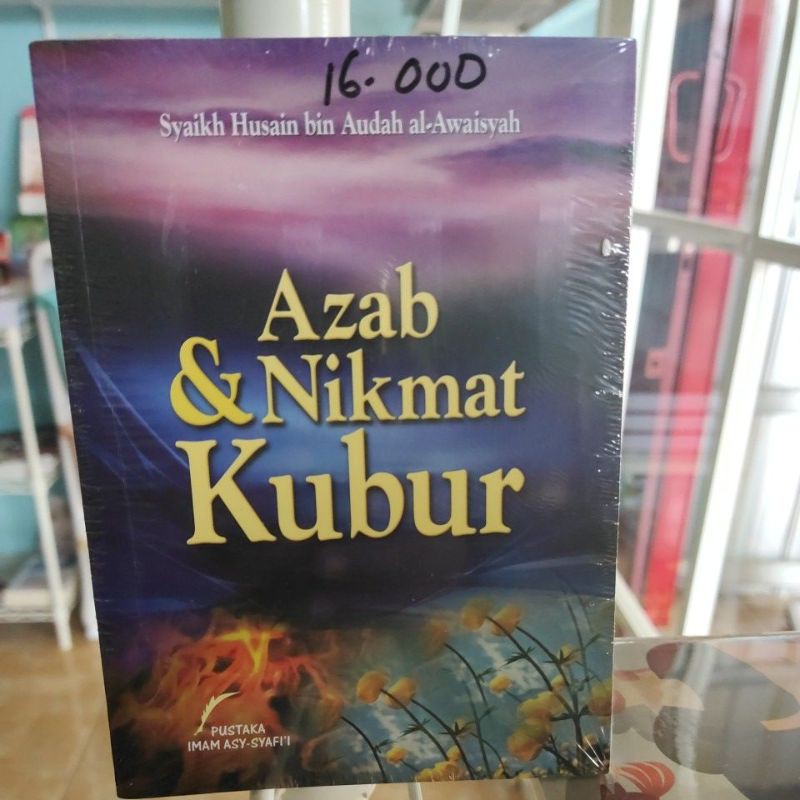 16.000
Syaikh Husain bin Audah al-Awaisyah
Azab
& Nikmat
Kubur
PUSTAKA
IMAM ASY-SYAFI'I